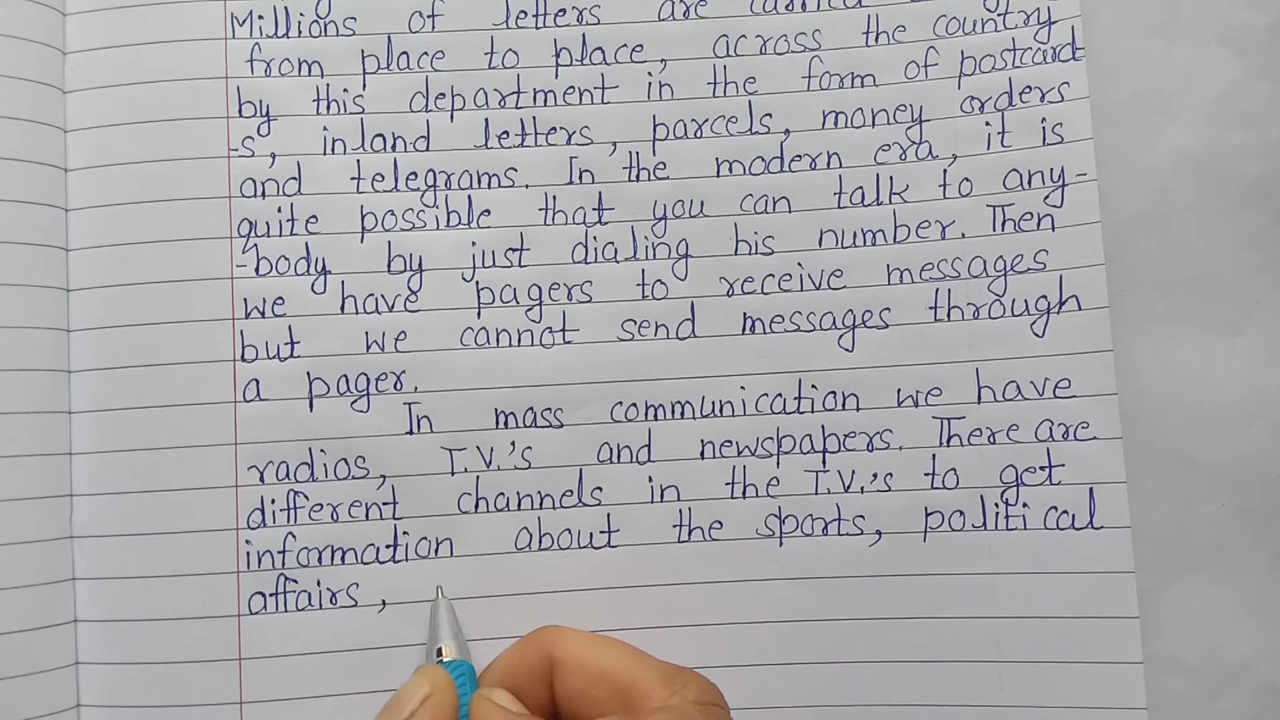 Millions of letters are carried
from place to place, across the country
by this department in the form of postcard
-s, inland letters, parcels, money orders
and telegrams. In the modern era, it is
quite possible that you can talk to any-
-body by just dialing his number. Then
we have pagers to receive messages
but we cannot send messages through
a pager.
In mass communication we have
radios, T.V.'s and newspapers. There are
different channels in the T.V.'s to get
information about the sports, political
affairs,